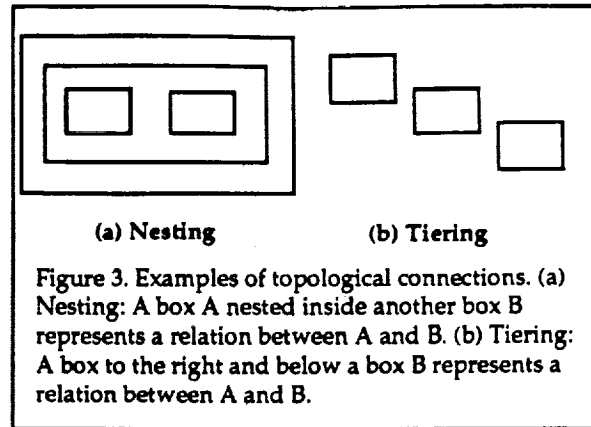 (a) Nesting (b) Tiering
Figure 3. Examples of topological connections. (a)
Nesting: A box A nested inside another box B
represents a relation between A and B. (b) Tiering:
A box to the right and below a box B represents a
relation between A and B.